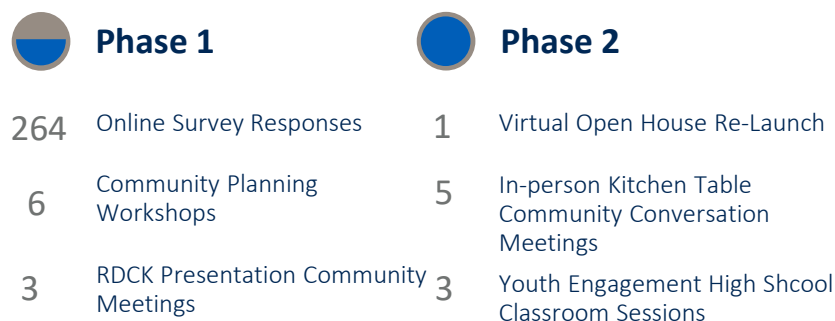 Phase 1
264 Online Survey Responses
6 Community Planning
Workshops
3 RDCK Presentation Community
Meetings
Phase 2
1 Virtual Open House Re-Launch
5 In-person Kitchen Table
Community Conversation
Meetings
3 Youth Engagement High Shcool
Classroom Sessions